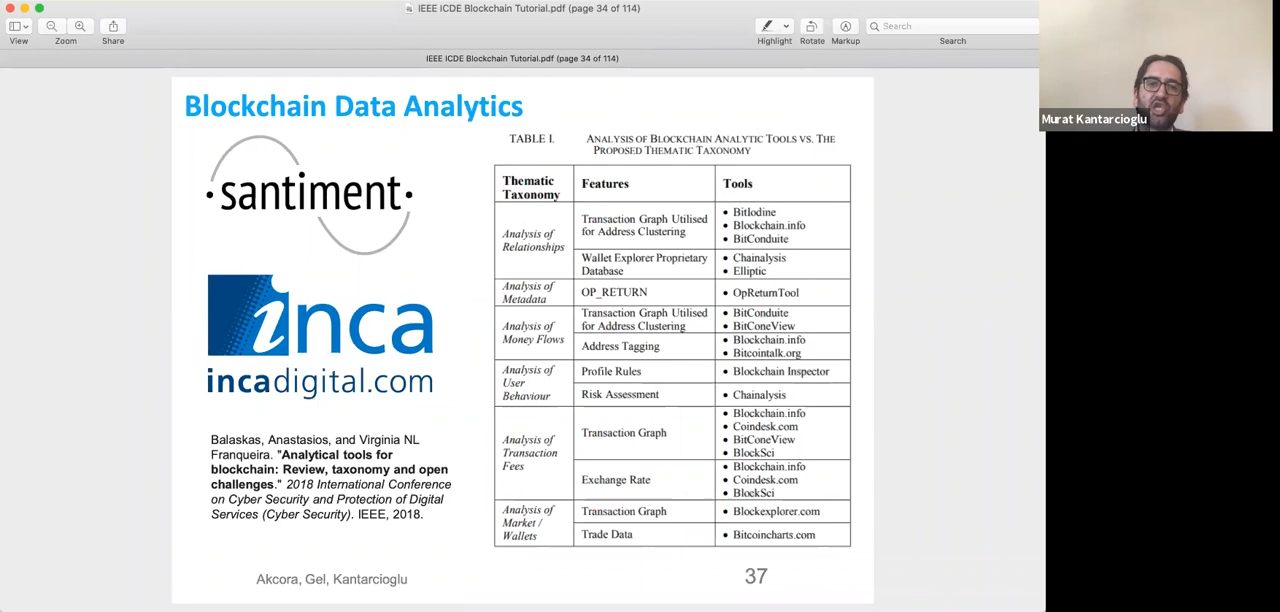 IEEE ICDE Blockchain Tutorial.pdf (page 34 of 114)
View
Zoom
Share
Highlight
Rotate
Markup
Search
Search
IEEE ICDE Blockchain Tutorial.pdf (page 34 of 114)
Murat Kantarcioglu
Blockchain Data Analytics
·santiment·
inca
incadigital.com
Balaskas, Anastasios, and Virginia NL
Franqueira. "Analytical tools for
blockchain: Review, taxonomy and open
challenges." 2018 International Conference
on Cyber Security and Protection of Digital
Services (Cyber Security). IEEE, 2018.
TABLE I. ANALYSIS OF BLOCKCHAIN ANALYTIC TOOLS VS. THE
PROPOSED THEMATIC TAXONOMY
Thematic
Taxonomy
Features
Tools
Analysis of
Relationships
Transaction Graph Utilised
for Address Clustering
• BitIodine
• Blockchain.info
• BitConduite
Wallet Explorer Proprietary
Database
• Chainalysis
• Elliptic
Analysis of
Metadata
OP_RETURN
• OpReturnTool
Analysis of
Money Flows
Transaction Graph Utilised
for Address Clustering
• BitConduite
• BitConeView
Address Tagging
• Blockchain.info
• Bitcointalk.org
Analysis of
User
Behaviour
Profile Rules
• Blockchain Inspector
Risk Assessment
• Chainalysis
Analysis of
Transaction
Fees
Transaction Graph
• Blockchain.info
• Coindesk.com
• BitConeView
• BlockSci
Exchange Rate
• Blockchain.info
• Coindesk.com
• BlockSci
Analysis of
Market /
Wallets
Transaction Graph
• Blockexplorer.com
Trade Data
• Bitcoincharts.com
Akcora, Gel, Kantarcioglu
37